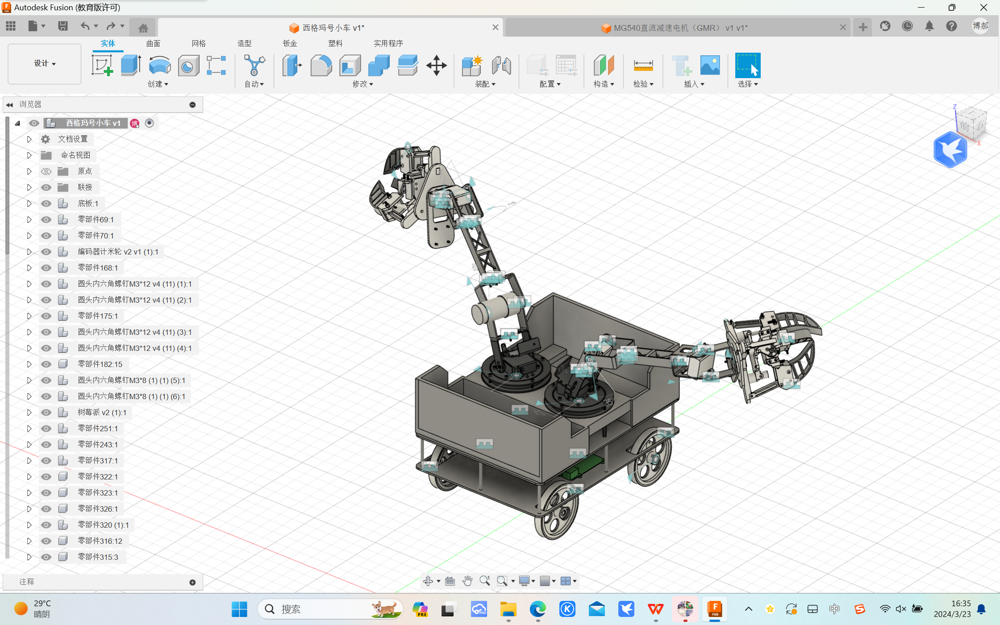 Autodesk Fusion (教育版许可)
西格玛号小车 v1*
MG540直流减速电机（GMR） v1 v1*
博郝
设计
实体
曲面
网格
造型
钣金
塑料
实用程序
创建
自动
修改
装配
配置
构造
检验
插入
选择
浏览器
西格玛号小车 v1
博
文档设置
命名视图
原点
联接
底板:1
零部件69:1
零部件70:1
编码器计米轮 v2 v1 (1):1
零部件168:1
圆头内六角螺钉M3*12 v4 (11) (1):1
圆头内六角螺钉M3*12 v4 (11) (2):1
零部件175:1
圆头内六角螺钉M3*12 v4 (11) (3):1
圆头内六角螺钉M3*12 v4 (11) (4):1
零部件182:15
圆头内六角螺钉M3*8 (1) (1) (5):1
圆头内六角螺钉M3*8 (1) (1) (6):1
树莓派 v2 (1):1
零部件251:1
零部件243:1
零部件317:1
零部件322:1
零部件323:1
零部件326:1
零部件320 (1):1
零部件316:12
零部件315:3
注释
Z
上
前
右
X
29°C
晴朗
搜索
PRE
PRO
K
F
FUS
中
S
16:35
2024/3/23